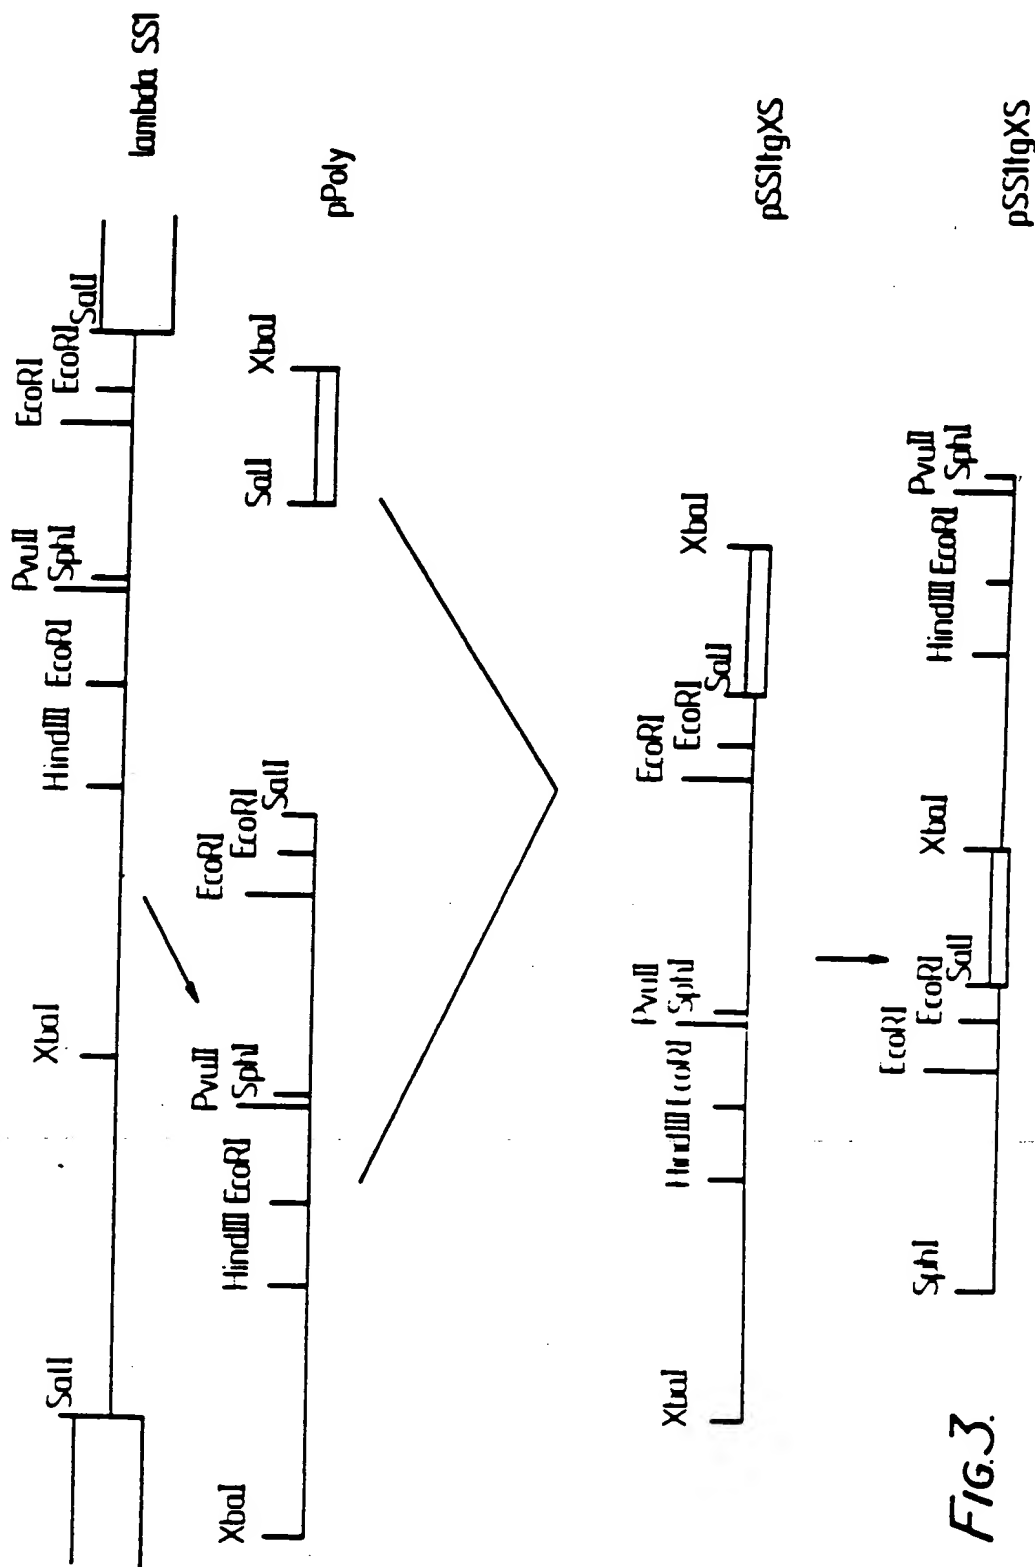 SalI XbaI HindIII EcoRI PvuII SphI EcoRI EcoRI SalI
lambda SS1
XbaI HindIII EcoRI PvuII SphI EcoRI EcoRI SalI
SalI XbaI
pPoly
XbaI HindIII EcoRI PvuII SphI EcoRI EcoRI SalI XbaI
pSS1tgXS
SphI EcoRI EcoRI SalI XbaI HindIII EcoRI PvuII SphI
pSS1tgXS
FIG.3.